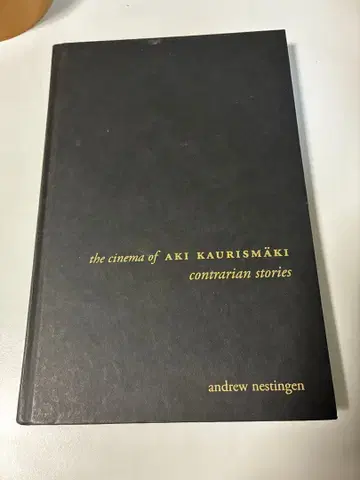 the cinema of AKI KAURISMÄKI
contrarian stories
andrew nestingen